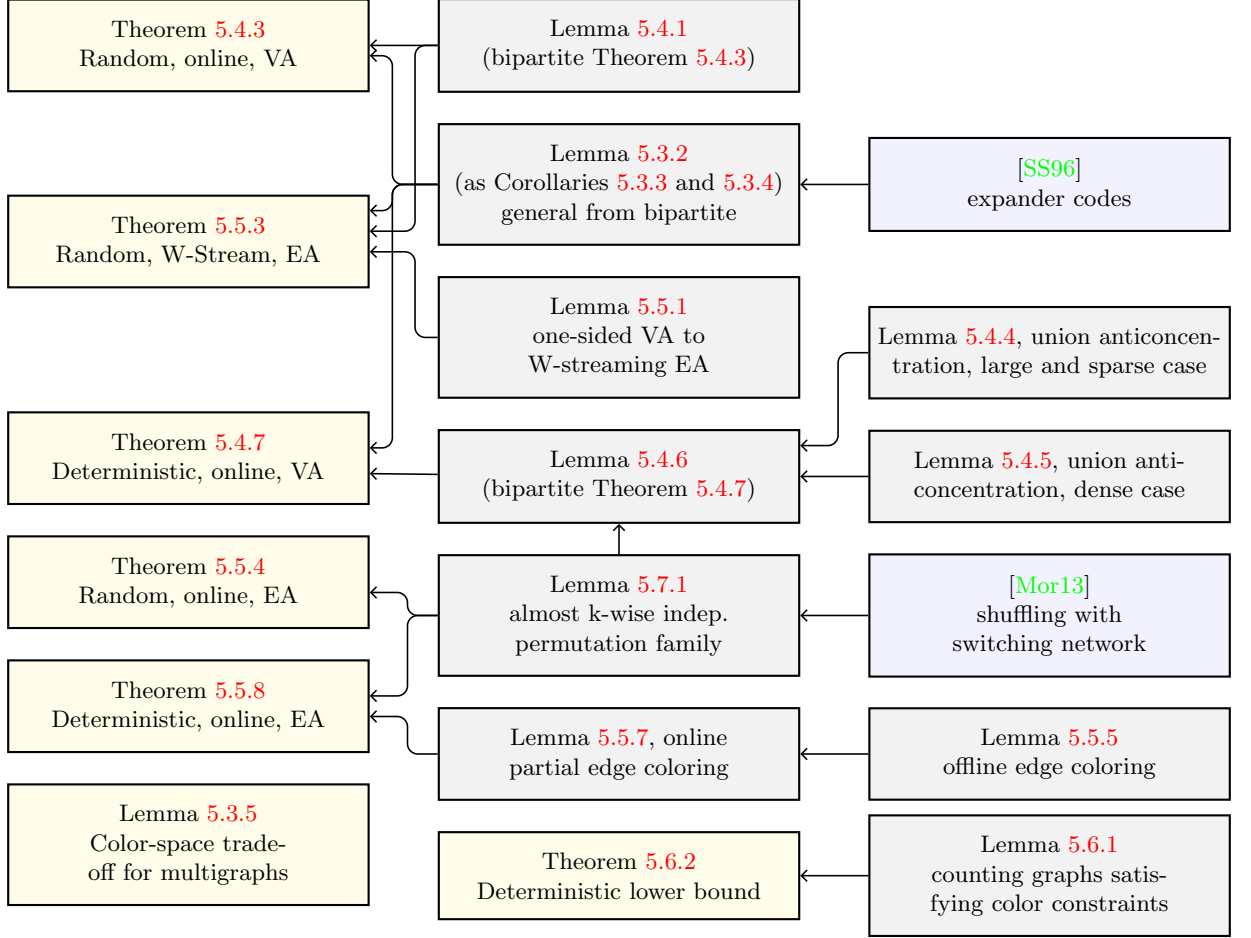 Theorem 5.4.3
Random, online, VA
Lemma 5.4.1
(bipartite Theorem 5.4.3)
Lemma 5.3.2
(as Corollaries 5.3.3 and 5.3.4)
general from bipartite
[SS96]
expander codes
Theorem 5.5.3
Random, W-Stream, EA
Lemma 5.5.1
one-sided VA to
W-streaming EA
Lemma 5.4.4, union anticoncen-
tration, large and sparse case
Theorem 5.4.7
Deterministic, online, VA
Lemma 5.4.6
(bipartite Theorem 5.4.7)
Lemma 5.4.5, union anti-
concentration, dense case
Theorem 5.5.4
Random, online, EA
Lemma 5.7.1
almost k-wise indep.
permutation family
[Mor13]
shuffling with
switching network
Theorem 5.5.8
Deterministic, online, EA
Lemma 5.5.7, online
partial edge coloring
Lemma 5.5.5
offline edge coloring
Lemma 5.3.5
Color-space trade-
off for multigraphs
Theorem 5.6.2
Deterministic lower bound
Lemma 5.6.1
counting graphs satis-
fying color constraints